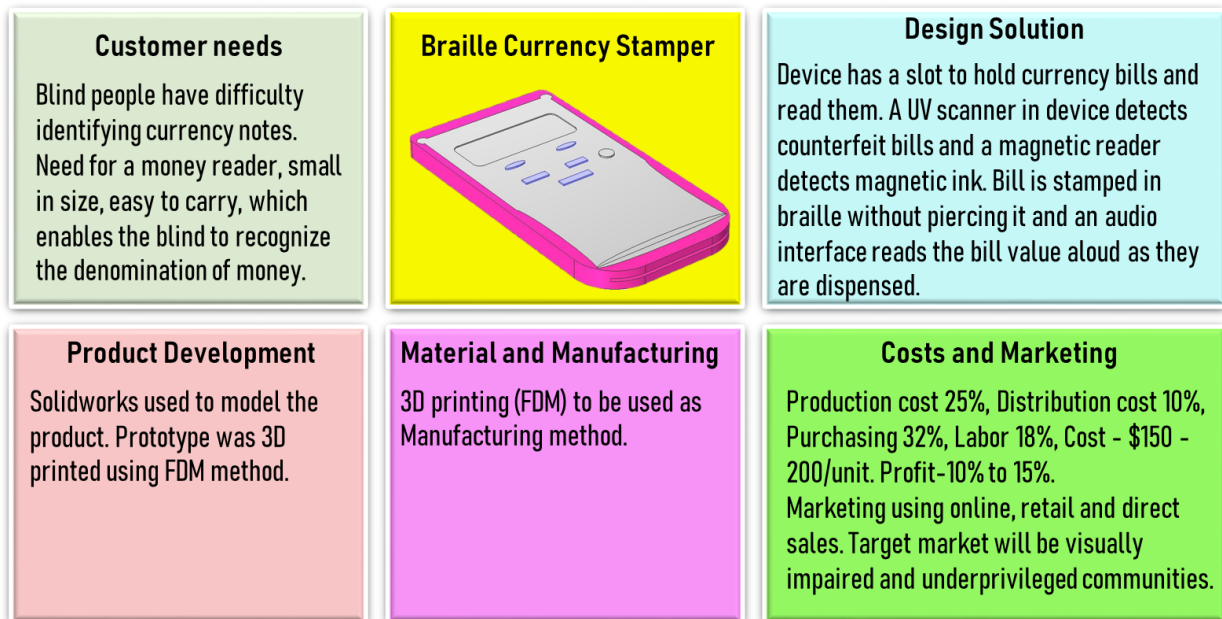 Customer needs
Blind people have difficulty
identifying currency notes.
Need for a money reader, small
in size, easy to carry, which
enables the blind to recognize
the denomination of money.
Braille Currency Stamper
Design Solution
Device has a slot to hold currency bills and
read them. A UV scanner in device detects
counterfeit bills and a magnetic reader
detects magnetic ink. Bill is stamped in
braille without piercing it and an audio
interface reads the bill value aloud as they
are dispensed.
Product Development
Solidworks used to model the
product. Prototype was 3D
printed using FDM method.
Material and Manufacturing
3D printing (FDM) to be used as
Manufacturing method.
Costs and Marketing
Production cost 25%, Distribution cost 10%,
Purchasing 32%, Labor 18%, Cost - $150 -
200/unit. Profit-10% to 15%.
Marketing using online, retail and direct
sales. Target market will be visually
impaired and underprivileged communities.